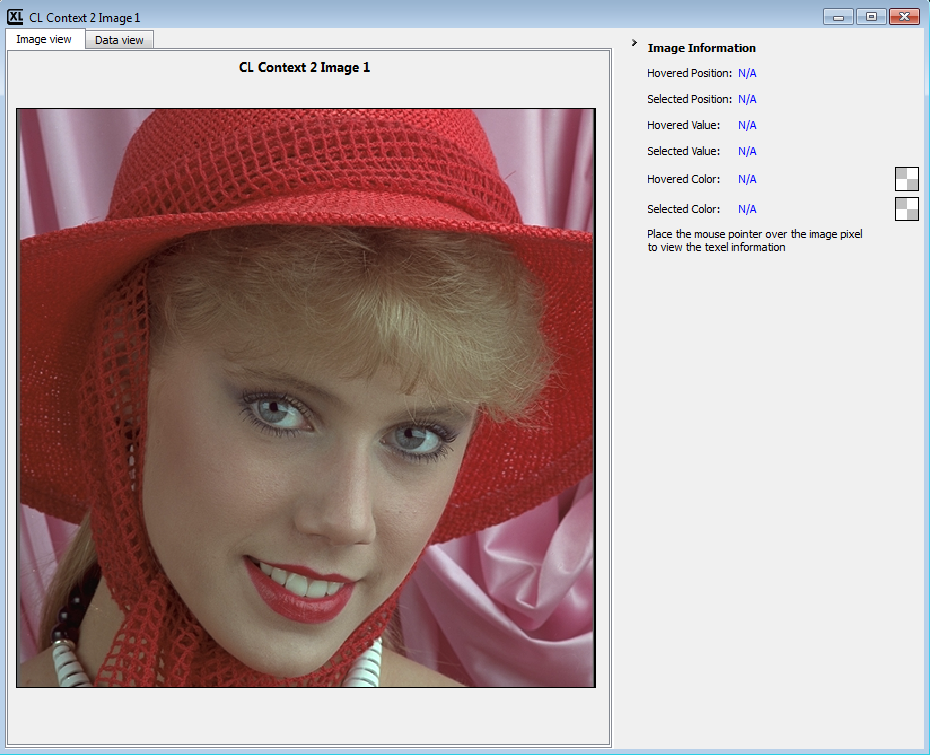 XL CL Context 2 Image 1
Image view Data view
CL Context 2 Image 1
Image Information
Hovered Position: N/A
Selected Position: N/A
Hovered Value: N/A
Selected Value: N/A
Hovered Color: N/A
Selected Color: N/A
Place the mouse pointer over the image pixel
to view the texel information